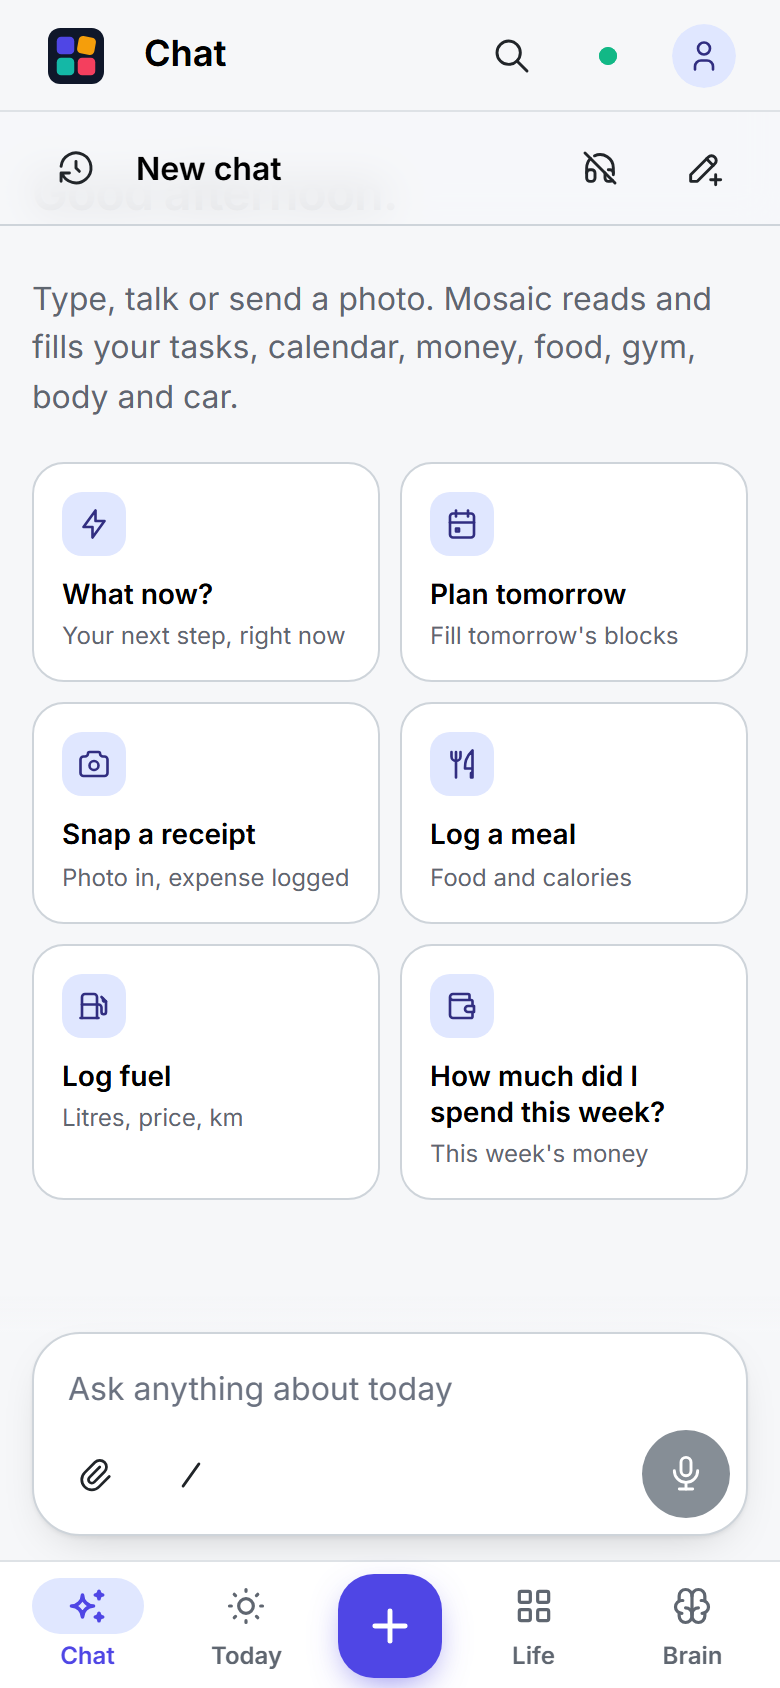 Chat
New chat
Good afternoon.
Type, talk or send a photo. Mosaic reads and
fills your tasks, calendar, money, food, gym,
body and car.
What now?
Your next step, right now
Plan tomorrow
Fill tomorrow's blocks
Snap a receipt
Photo in, expense logged
Log a meal
Food and calories
Log fuel
Litres, price, km
How much did I
spend this week?
This week's money
Ask anything about today
Chat
Today
Life
Brain